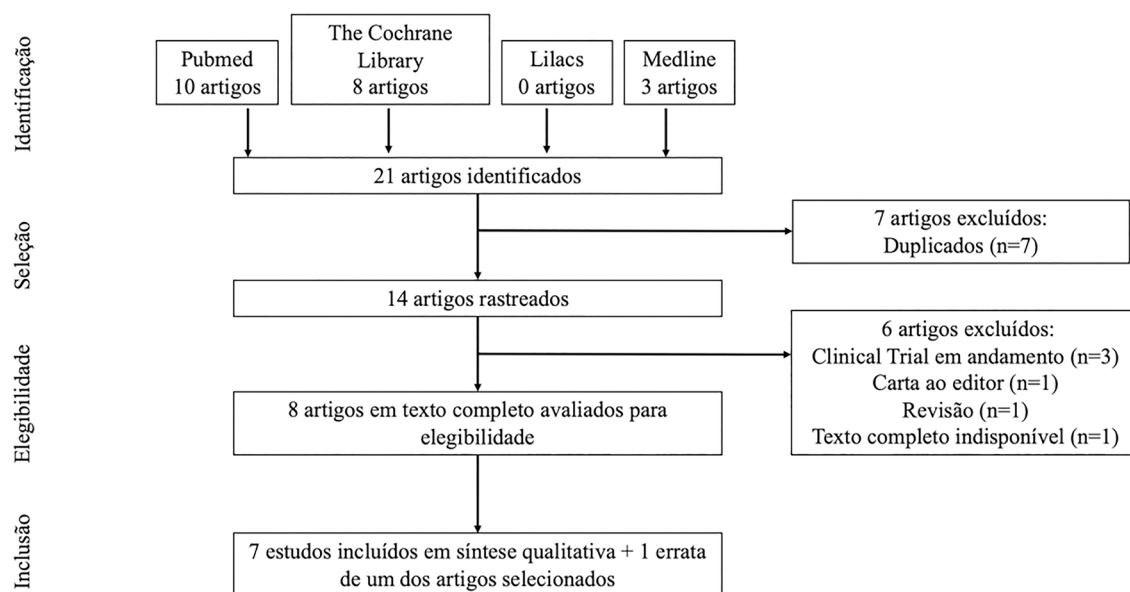 Identificação
Pubmed
10 artigos
The Cochrane
Library
8 artigos
Lilacs
0 artigos
Medline
3 artigos
21 artigos identificados
Seleção
7 artigos excluídos:
Duplicados (n=7)
14 artigos rastreados
Elegibilidade
6 artigos excluídos:
Clinical Trial em andamento (n=3)
Carta ao editor (n=1)
Revisão (n=1)
Texto completo indisponível (n=1)
8 artigos em texto completo avaliados para
elegibilidade
Inclusão
7 estudos incluídos em síntese qualitativa + 1 errata
de um dos artigos selecionados